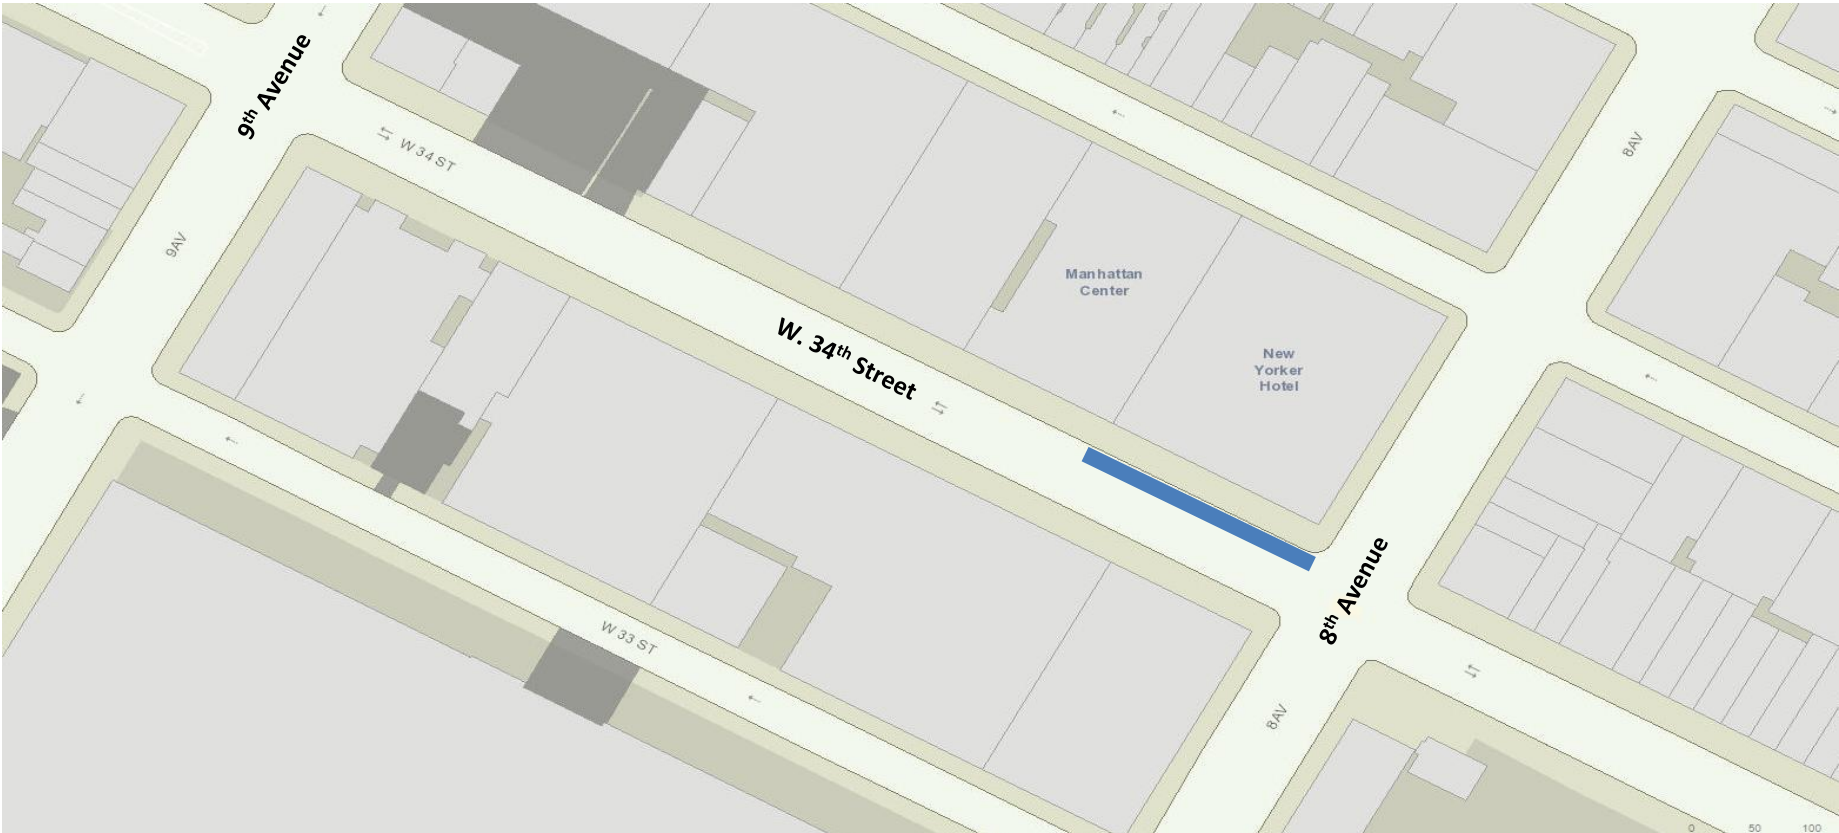 9th Avenue
W 34 ST
8AV
9AV
Manhattan
Center
W. 34th Street
New
Yorker
Hotel
8th Avenue
W 33 ST
8AV
0 50 100